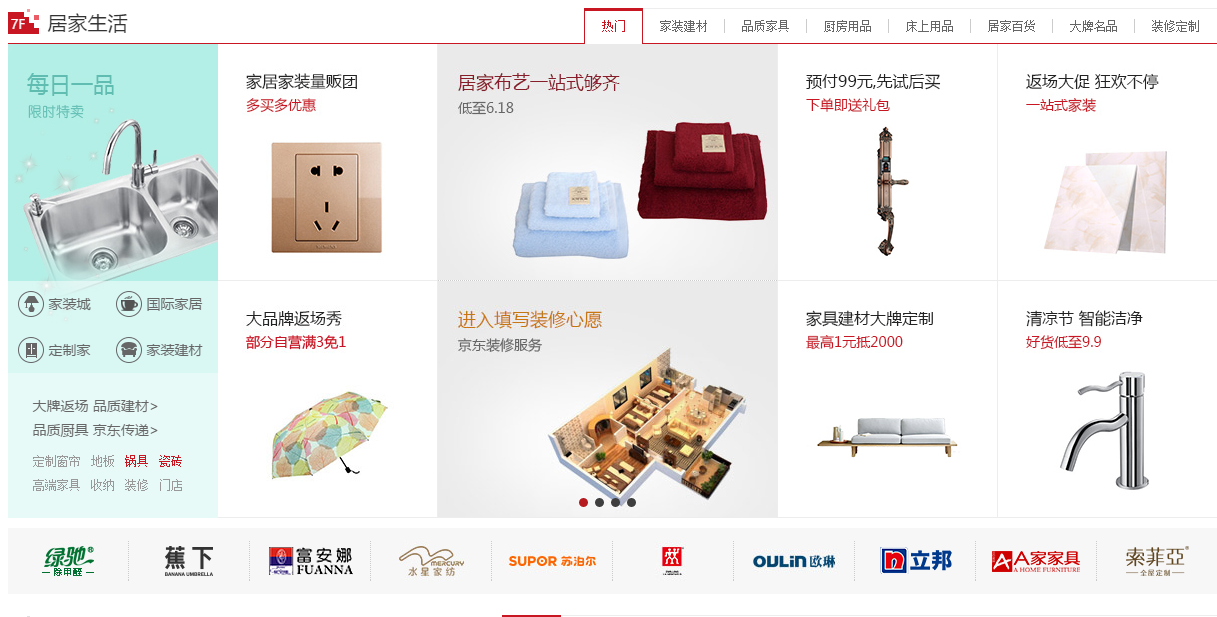 7F 居家生活
热门 家装建材 品质家具 厨房用品 床上用品 居家百货 大牌名品 装修定制
每日一品
限时特卖
家居家装量贩团
多买多优惠
居家布艺一站式够齐
低至6.18
预付99元,先试后买
下单即送礼包
返场大促 狂欢不停
一站式家装
家装城 国际家居
定制家 家装建材
大牌返场 品质建材>
品质厨具 京东传递>
定制窗帘 地板 锅具 瓷砖
高端家具 收纳 装修 门店
大品牌返场秀
部分自营满3免1
进入填写装修心愿
京东装修服务
家具建材大牌定制
最高1元抵2000
清凉节 智能洁净
好货低至9.9
绿驰®
除甲醛
蕉下
BANANA UMBRELLA
富安娜
FUANNA
MERCURY
水星家纺
SUPOR 苏泊尔
OULIN 欧琳
立邦
A家家具
A HOME FURNITURE
索菲亞®
全屋定制